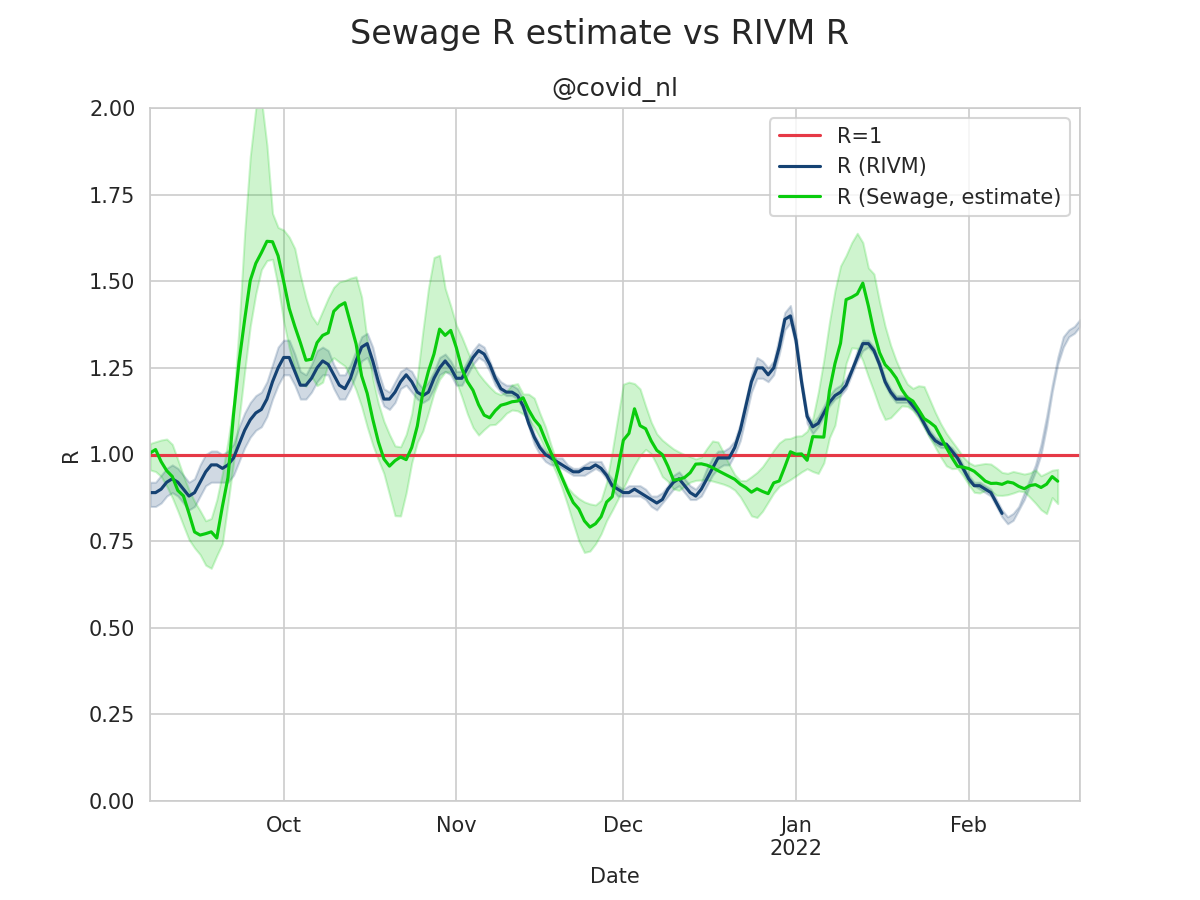 Sewage R estimate vs RIVM R
@covid_nl
R=1
R (RIVM)
R (Sewage, estimate)
2.00
1.75
1.50
1.25
1.00
0.75
0.50
0.25
0.00
R
Oct
Nov
Dec
Jan
2022
Feb
Date